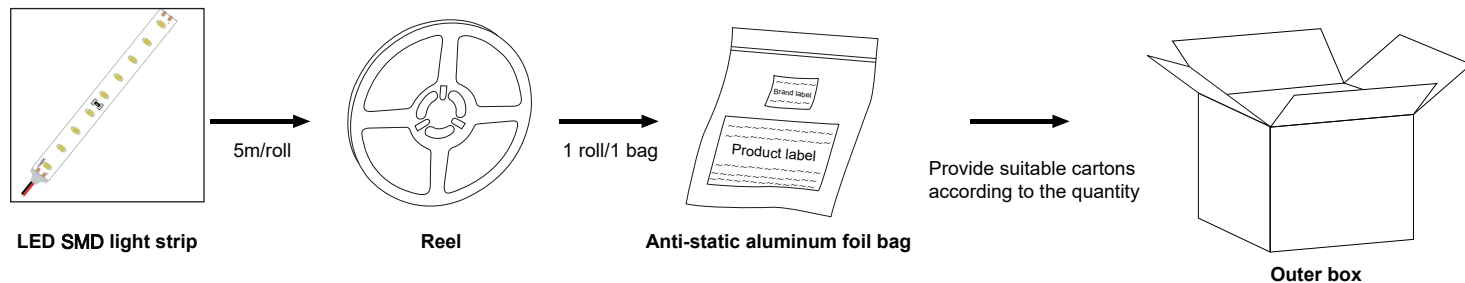 5m/roll
1 roll/1 bag
Brand label
Product label
Provide suitable cartons
according to the quantity
LED SMD light strip
Reel
Anti-static aluminum foil bag
Outer box